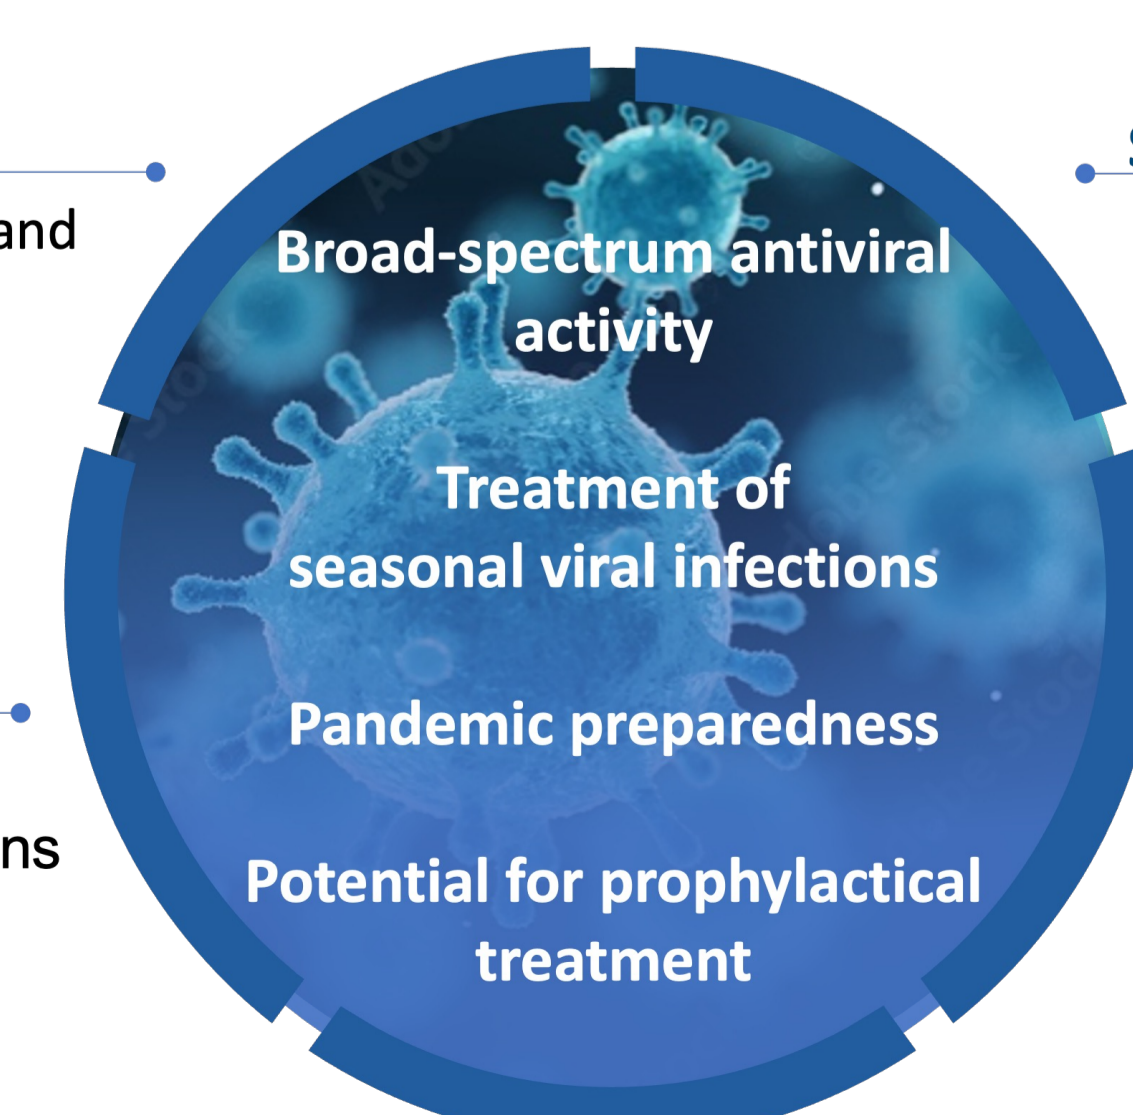 and
Broad-spectrum antiviral
activity
Treatment of
seasonal viral infections
Pandemic preparedness
ns
Potential for prophylactical
treatment